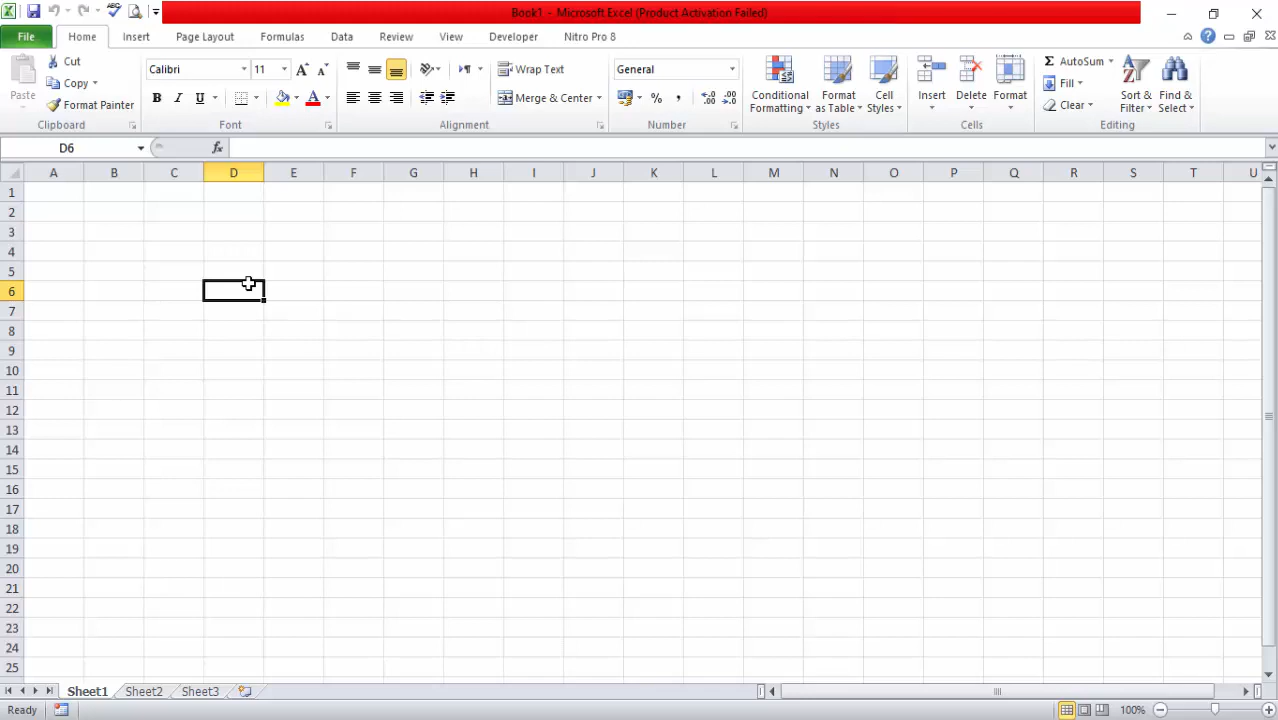 Book1 - Microsoft Excel (Product Activation Failed)
File Home Insert Page Layout Formulas Data Review View Developer Nitro Pro 8
Paste
Cut
Copy
Format Painter
Clipboard
Calibri 11
B I U A
Font
Wrap Text
Merge & Center
Alignment
General
% ,
Number
Conditional Formatting
Format as Table
Cell Styles
Styles
Insert Delete Format
Cells
Σ AutoSum
Fill
Clear
Sort & Filter
Find & Select
Editing
D6 fx
A B C D E F G H I J K L M N O P Q R S T U
1
2
3
4
5
6
7
8
9
10
11
12
13
14
15
16
17
18
19
20
21
22
23
24
25
Sheet1 Sheet2 Sheet3
Ready 100%